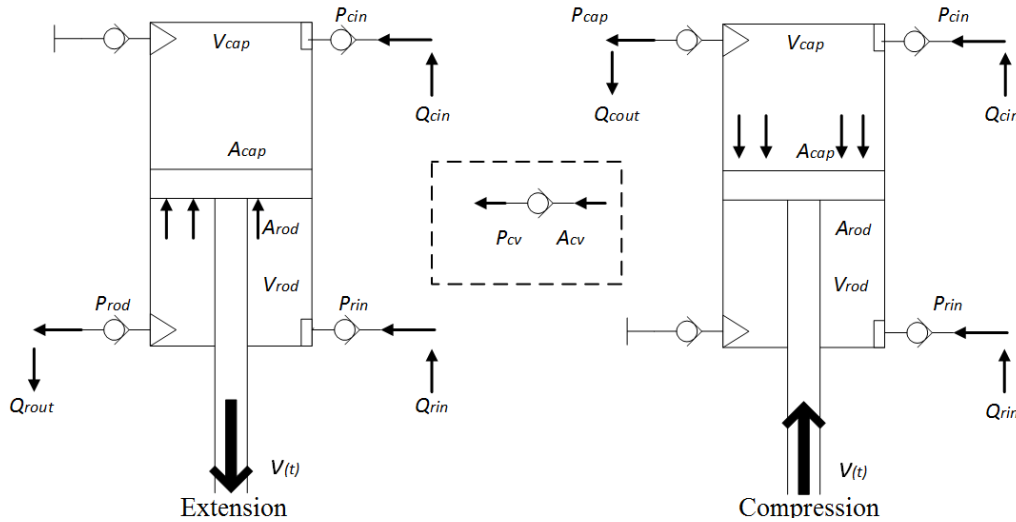 Pcin
Vcap
Qcin
Acap
Arod
Vrod
Prod
Prin
Qrout
Qrin
V(t)
Extension
Pcv
Acv
Pcap
Pcin
Vcap
Qcout
Qcin
Acap
Arod
Vrod
Prin
Qrin
V(t)
Compression